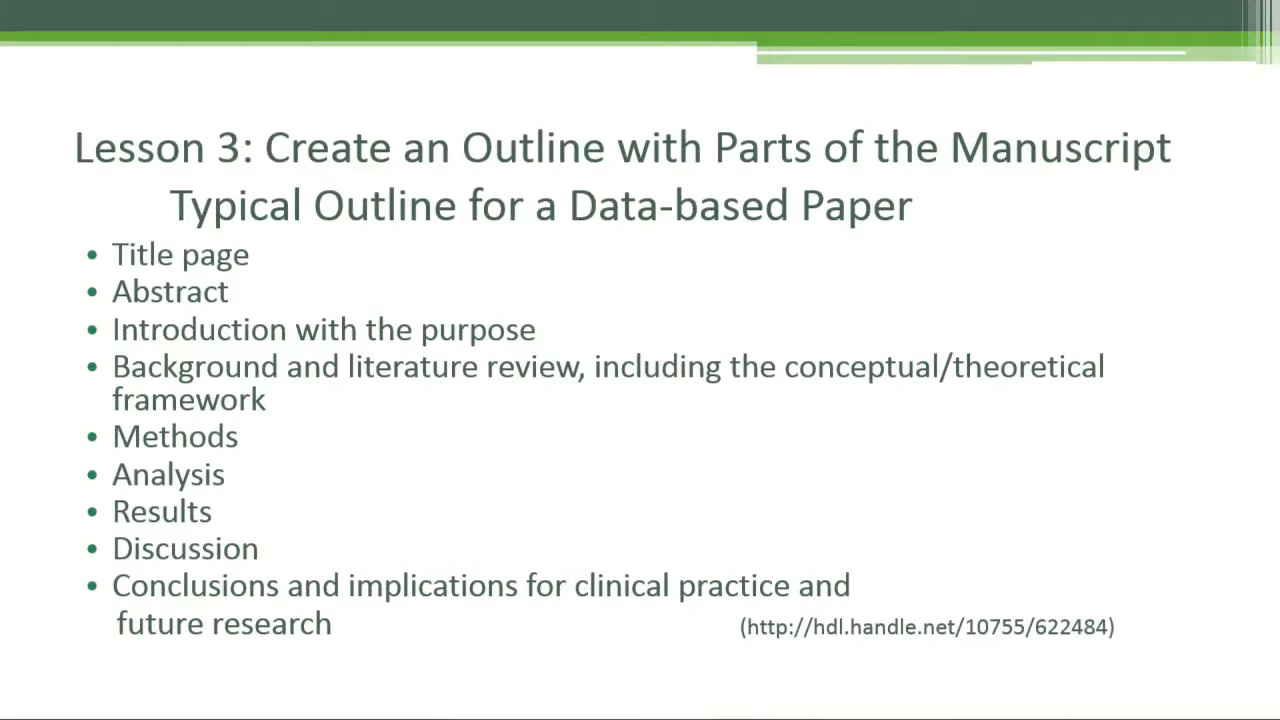 Lesson 3: Create an Outline with Parts of the Manuscript
Typical Outline for a Data-based Paper
• Title page
• Abstract
• Introduction with the purpose
• Background and literature review, including the conceptual/theoretical
framework
• Methods
• Analysis
• Results
• Discussion
• Conclusions and implications for clinical practice and
future research (http://hdl.handle.net/10755/622484)